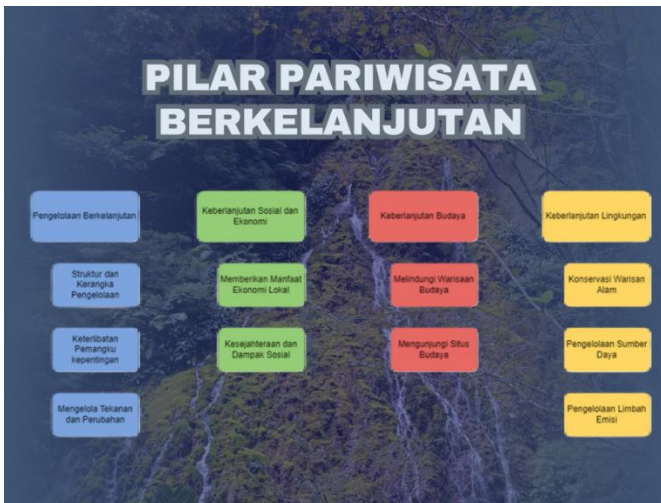 PILAR PARIWISATA
BERKELANJUTAN
Pengelolaan Berkelanjutan
Struktur dan
Kerangka
Pengelolaan
Keterlibatan
Pemangku
kepentingan
Mengelola Tekanan
dan Perubahan
Keberlanjutan Sosial dan
Ekonomi
Memberikan Manfaat
Ekonomi Lokal
Kesejahteraan dan
Dampak Sosial
Keberlanjutan Budaya
Melindungi Warisaan
Budaya
Mengunjungi Situs
Budaya
Keberlanjutan Lingkungan
Konservasi Warisan
Alam
Pengelolaan Sumber
Daya
Pengelolaan Limbah
Emisi